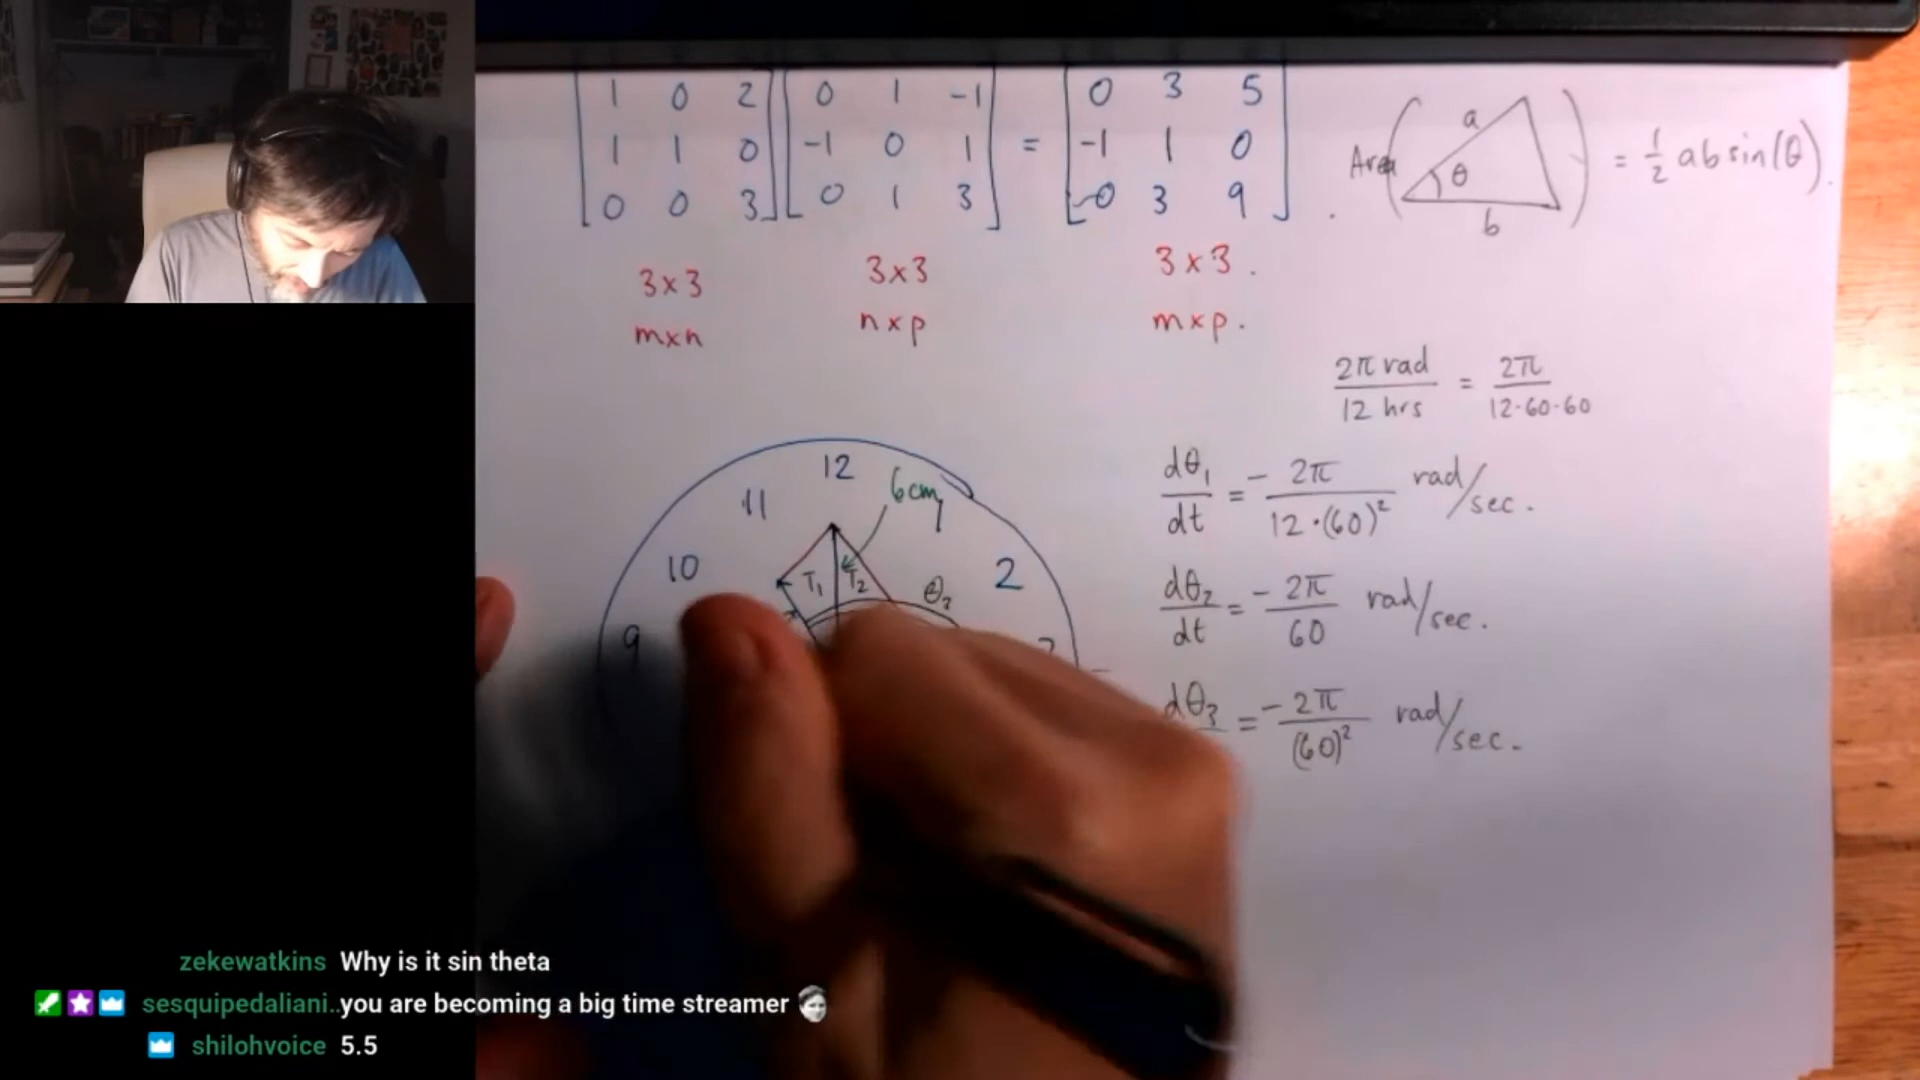 1 0 2 0 1 -1 0 3 5
1 1 0 -1 0 1 = -1 1 0
0 0 3 0 1 3 -0 3 9 .
Area ( a θ b ) = 1/2 ab sin(θ).
3x3 3x3 3x3 .
mxn nxp mxp.
2π rad / 12 hrs = 2π / 12·60·60
dθ₁/dt = - 2π / 12·(60)² rad/sec.
dθ₂/dt = - 2π / 60 rad/sec.
dθ₃ = - 2π / (60)² rad/sec.
12
11
6cm
10
2
T₁ T₂
9
zekewatkins Why is it sin theta
sesquipedaliani..you are becoming a big time streamer
shilohvoice 5.5